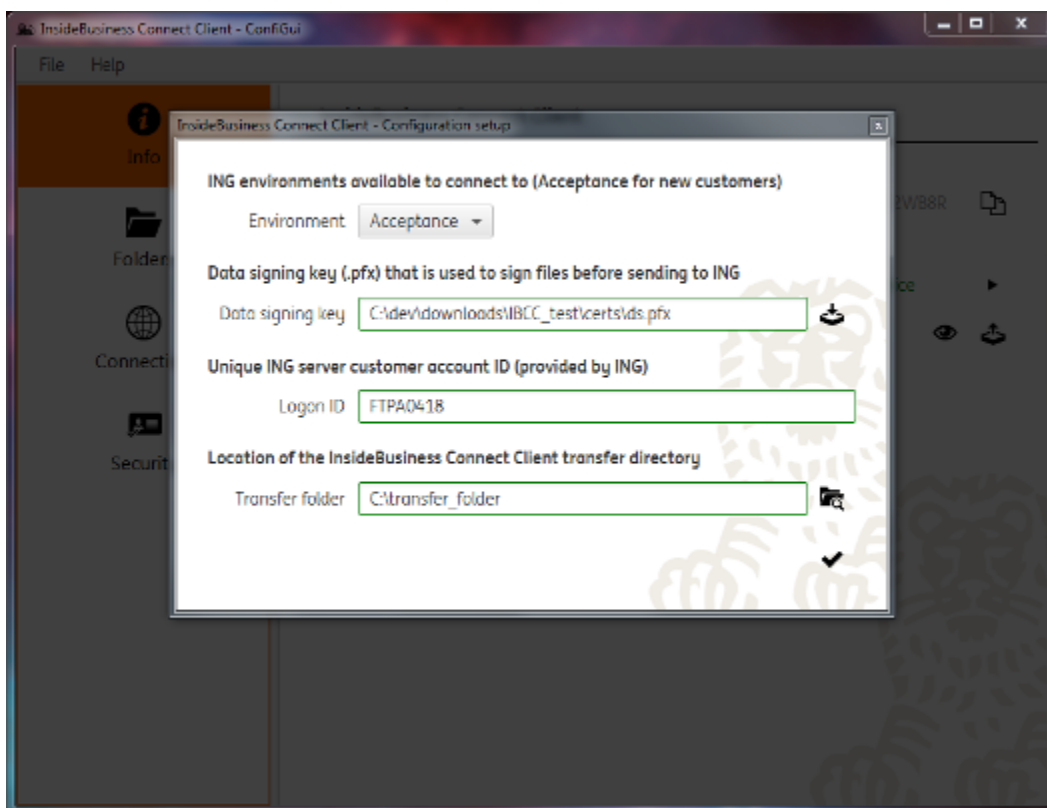 InsideBusiness Connect Client - ConfiGui
File Help
Info
InsideBusiness Connect Client - Configuration setup
ING environments available to connect to (Acceptance for new customers)
Environment Acceptance
Folder
Data signing key (.pfx) that is used to sign files before sending to ING
Data signing key C:\dev\downloads\IBCC_test\certs\ds.pfx
Connecti
Unique ING server customer account ID (provided by ING)
Logon ID FTPA0418
Securit
Location of the InsideBusiness Connect Client transfer directory
Transfer folder C:\transfer_folder